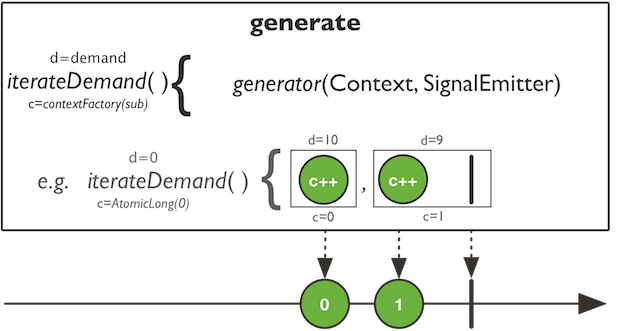 generate
d=demand
iterateDemand( ) {
c=contextFactory(sub)
generator(Context, SignalEmitter)
d=0
e.g. iterateDemand( ) {
c=AtomicLong(0)
d=10
c++
c=0
,
d=9
c++
c=1
0 1